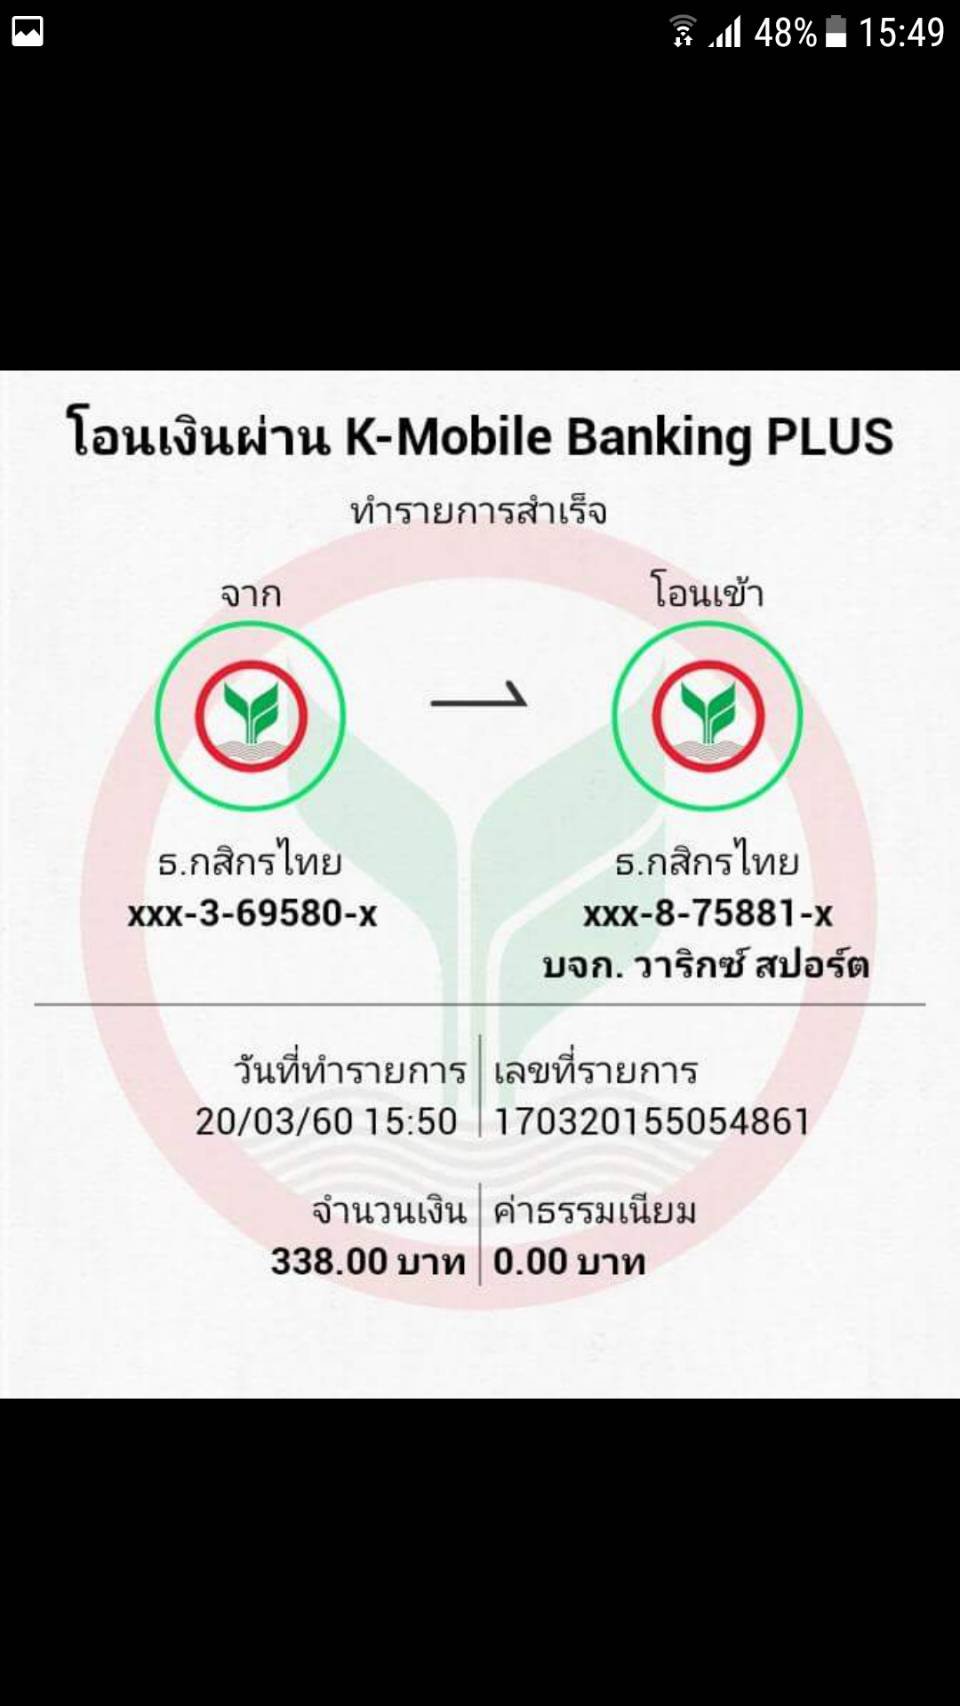 48% 15:49
โอนเงินผ่าน K-Mobile Banking PLUS
ทำรายการสำเร็จ
จาก โอนเข้า
ธ.กสิกรไทย ธ.กสิกรไทย
xxx-3-69580-x xxx-8-75881-x
บจก. วาริกซ์ สปอร์ต
วันที่ทำรายการ เลขที่รายการ
20/03/60 15:50 170320155054861
จำนวนเงิน ค่าธรรมเนียม
338.00 บาท 0.00 บาท